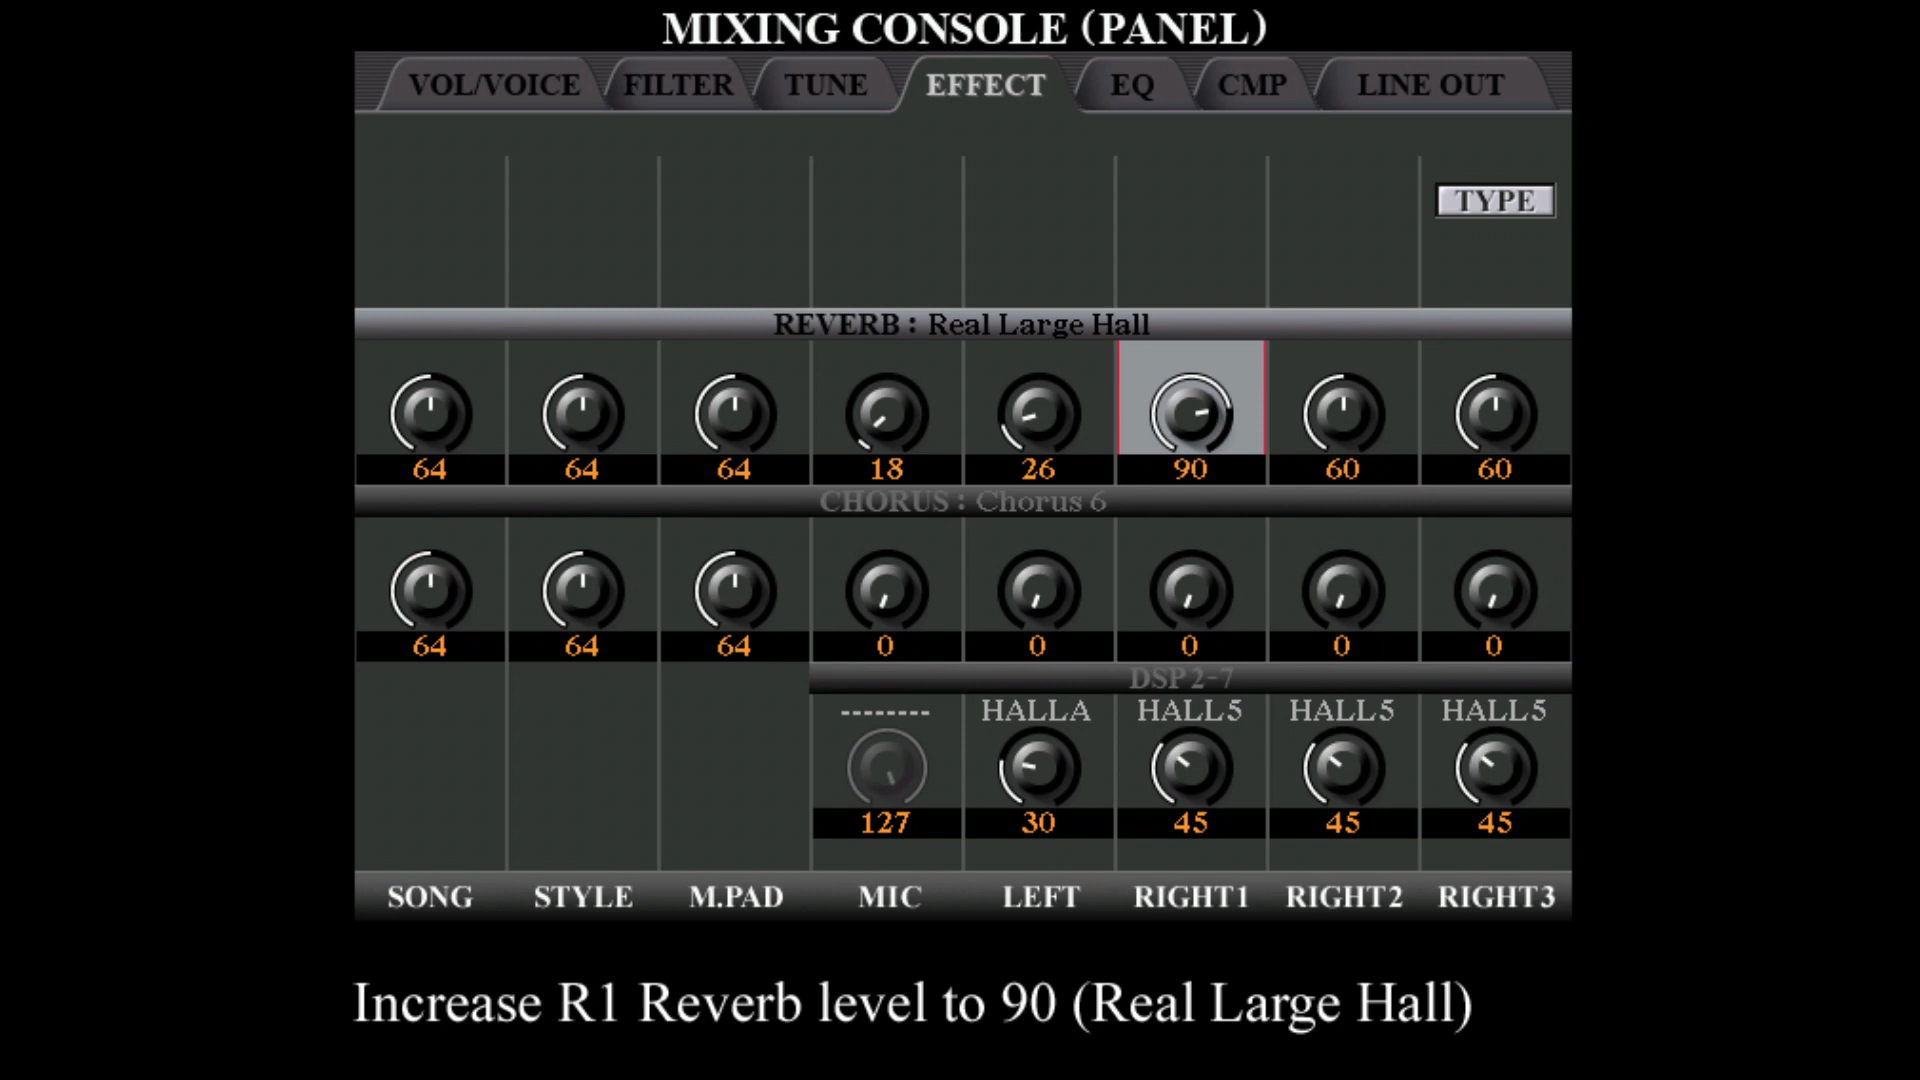 MIXING CONSOLE (PANEL)
VOL/VOICE FILTER TUNE EFFECT EQ CMP LINE OUT
TYPE
REVERB : Real Large Hall
64 64 64 18 26 90 60 60
CHORUS : Chorus 6
64 64 64 0 0 0 0 0
DSP 2-7
-------- HALLA HALL5 HALL5 HALL5
127 30 45 45 45
SONG STYLE M.PAD MIC LEFT RIGHT1 RIGHT2 RIGHT3
Increase R1 Reverb level to 90 (Real Large Hall)